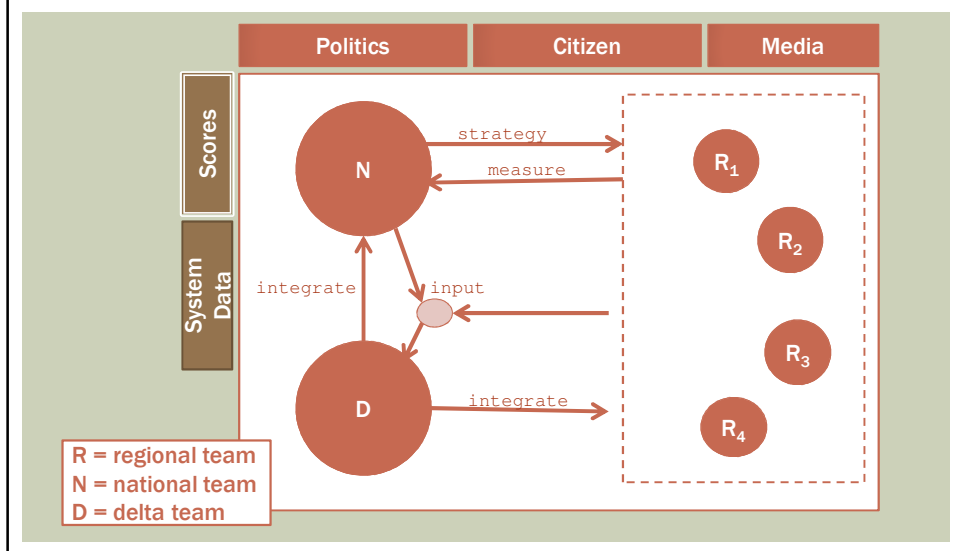 Politics
Citizen
Media
Scores
System
Data
strategy
measure
N
R1
R2
integrate
input
R3
D
integrate
R4
R = regional team
N = national team
D = delta team